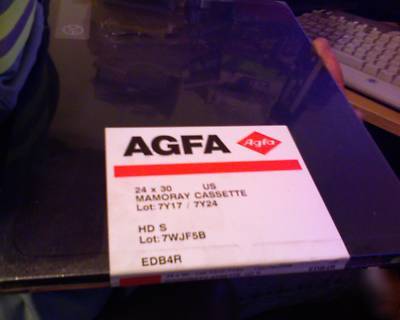 AGFA Agfa
24 x 30 US
MAMORAY CASSETTE
Lot: 7Y17 / 7Y24
HD S
Lot: 7WJF5B
EDB4R